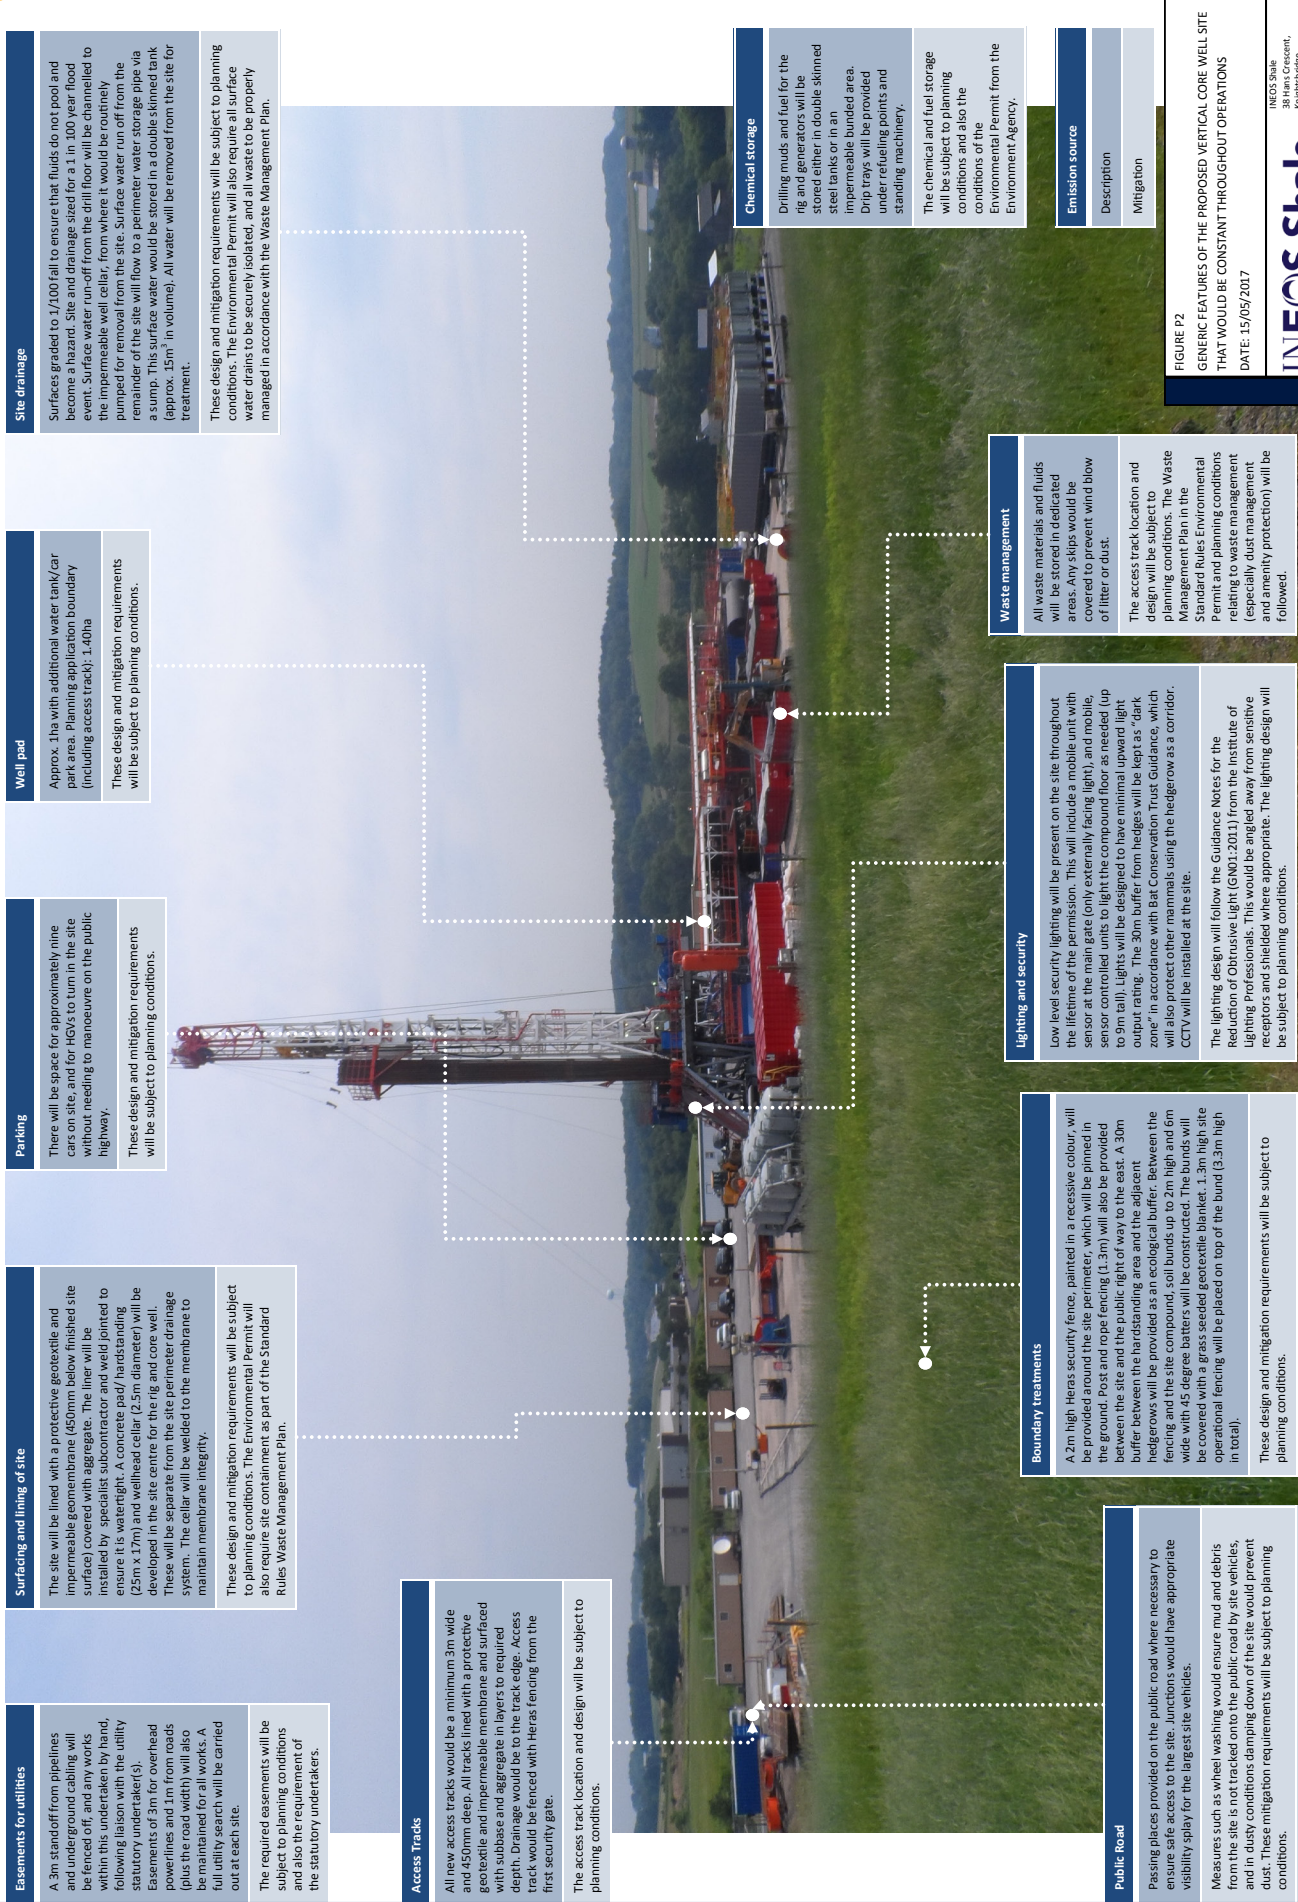 Easements for utilities
A 3m standoff from pipelines
and underground cabling will
be fenced off, and any works
within this undertaken by hand,
following liaison with the utility
statutory undertaker(s).
Easements of 3m for overhead
powerlines and 1m from roads
(plus the road width) will also
be maintained for all works. A
full utility search will be carried
out at each site.
The required easements will be
subject to planning conditions
and also the requirement of
the statutory undertakers.
Surfacing and lining of site
The site will be lined with a protective geotextile and
impermeable geomembrane (450mm below finished site
surface) covered with aggregate. The liner will be
installed by specialist subcontractor and weld jointed to
ensure it is watertight. A concrete pad/ hardstanding
(25m x 17m) and wellhead cellar (2.5m diameter) will be
developed in the site centre for the rig and core well.
These will be separate from the site perimeter drainage
system. The cellar will be welded to the membrane to
maintain membrane integrity.
These design and mitigation requirements will be subject
to planning conditions. The Environmental Permit will
also require site containment as part of the Standard
Rules Waste Management Plan.
Parking
There will be space for approximately nine
cars on site, and for HGVs to turn in the site
without needing to manoeuvre on the public
highway.
These design and mitigation requirements
will be subject to planning conditions.
Well pad
Approx. 1ha with additional water tank/car
park area. Planning application boundary
(including access track): 1.40ha
These design and mitigation requirements
will be subject to planning conditions.
Site drainage
Surfaces graded to 1/100 fall to ensure that fluids do not pool and
become a hazard. Site and drainage sized for a 1 in 100 year flood
event. Surface water run-off from the drill floor will be channelled to
the impermeable well cellar, from where it would be routinely
pumped for removal from the site. Surface water run off from the
remainder of the site will flow to a perimeter water storage pipe via
a sump. This surface water would be stored in a double skinned tank
(approx. 15m³ in volume). All water will be removed from the site for
treatment.
These design and mitigation requirements will be subject to planning
conditions. The Environmental Permit will also require all surface
water drains to be securely isolated, and all waste to be properly
managed in accordance with the Waste Management Plan.
Access Tracks
All new access tracks would be a minimum 3m wide
and 450mm deep. All tracks lined with a protective
geotextile and impermeable membrane and surfaced
with subbase and aggregate in layers to required
depth. Drainage would be to the track edge. Access
track would be fenced with Heras fencing from the
first security gate.
The access track location and design will be subject to
planning conditions.
Chemical storage
Drilling muds and fuel for the
rig and generators will be
stored either in double skinned
steel tanks or in an
impermeable bunded area.
Drip trays will be provided
under refueling points and
standing machinery.
The chemical and fuel storage
will be subject to planning
conditions and also the
conditions of the
Environmental Permit from the
Environment Agency.
Public Road
Passing places provided on the public road where necessary to
ensure safe access to the site. Junctions would have appropriate
visibility splay for the largest site vehicles.
Measures such as wheel washing would ensure mud and debris
from the site is not tracked onto the public road by site vehicles,
and in dusty conditions damping down of the site would prevent
dust. These mitigation requirements will be subject to planning
conditions.
Boundary treatments
A 2m high Heras security fence, painted in a recessive colour, will
be provided around the site perimeter, which will be pinned in
the ground. Post and rope fencing (1.3m) will also be provided
between the site and the public right of way to the east. A 30m
buffer between the hardstanding area and the adjacent
hedgerows will be provided as an ecological buffer. Between the
fencing and the site compound, soil bunds up to 2m high and 6m
wide with 45 degree batters will be constructed. The bunds will
be covered with a grass seeded geotextile blanket. 1.3m high site
operational fencing will be placed on top of the bund (3.3m high
in total).
These design and mitigation requirements will be subject to
planning conditions.
Lighting and security
Low level security lighting will be present on the site throughout
the lifetime of the permission. This will include a mobile unit with
sensor at the main gate (only externally facing light), and mobile,
sensor controlled units to light the compound floor as needed (up
to 9m tall). Lights will be designed to have minimal upward light
output rating. The 30m buffer from hedges will be kept as "dark
zone" in accordance with Bat Conservation Trust Guidance, which
will also protect other mammals using the hedgerow as a corridor.
CCTV will be installed at the site.
The lighting design will follow the Guidance Notes for the
Reduction of Obtrusive Light (GN01:2011) from the Institute of
Lighting Professionals. This would be angled away from sensitive
receptors and shielded where appropriate. The lighting design will
be subject to planning conditions.
Waste management
All waste materials and fluids
will be stored in dedicated
areas. Any skips would be
covered to prevent wind blow
of litter or dust.
The access track location and
design will be subject to
planning conditions. The Waste
Management Plan in the
Standard Rules Environmental
Permit and planning conditions
relating to waste management
(especially dust management
and amenity protection) will be
followed.
Emission source
Description
Mitigation
FIGURE P2
GENERIC FEATURES OF THE PROPOSED VERTICAL CORE WELL SITE
THAT WOULD BE CONSTANT THROUGHOUT OPERATIONS
DATE: 15/05/2017
INEOS Shale
INEOS Shale
38 Hans Crescent,